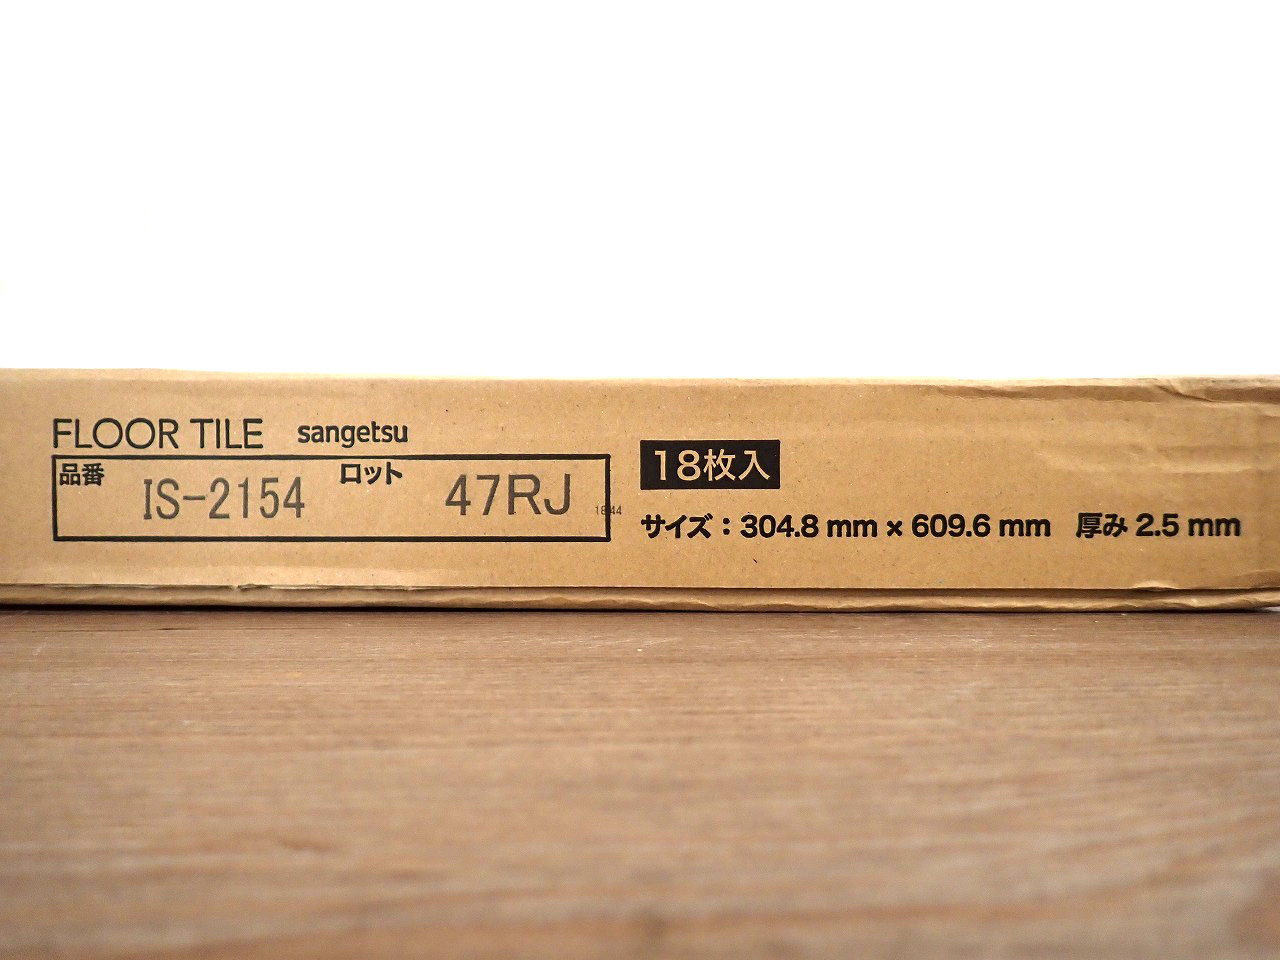 FLOOR TILE sangetsu
品番 IS-2154 ロット 47RJ
18枚入
サイズ：304.8 mm × 609.6 mm 厚み 2.5 mm